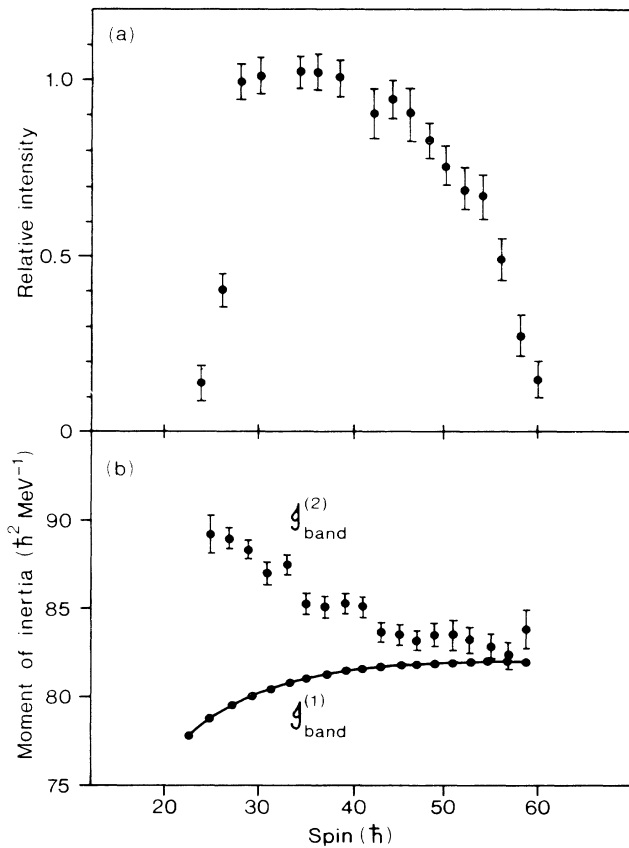 (a)
Relative intensity
1.0
0.5
0
(b)
Moment of inertia (ħ² MeV⁻¹)
90
85
80
75
𝓙⁽²⁾band
𝓙⁽¹⁾band
20 30 40 50 60
Spin (ħ)